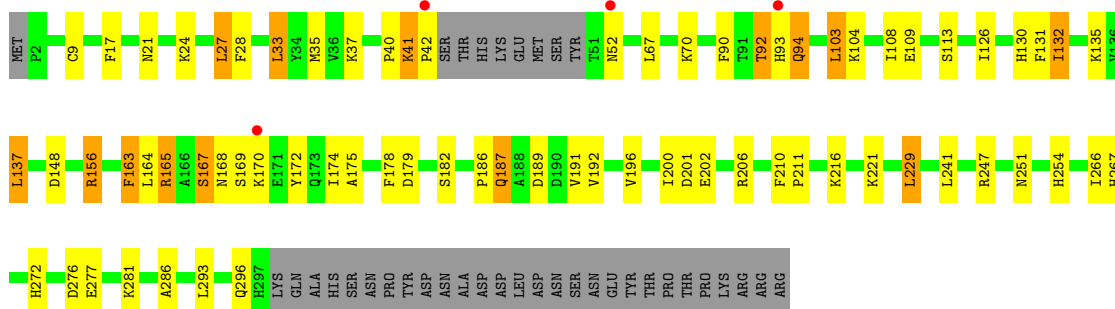 MET P2 C9 F17 N21 K24 L27 F28 L33 Y34 M35 V36 K37 P40 K41 P42 SER THR HIS LYS GLU MET SER TYR T51 N52 L67 K70 F90 T91 T92 H93 Q94 L103 K104 I108 E109 S113 I126 H130 F131 I132 K135 V136
L137 D148 R156 F163 L164 R165 A166 S167 N168 S169 K170 E171 Y172 Q173 I174 A175 F178 D179 S182 P186 Q187 A188 D189 D190 V191 V192 V196 I200 D201 E202 R206 F210 P211 K216 K221 L229 L241 R247 N251 H254 I266 H267
H272 D276 E277 K281 A286 L293 Q296 H297 LYS GLN ALA HIS SER ASN PRO TYR ASP ASN ALA ASP ASP LEU ASP ASN SER ASN GLU TYR THR PRO THR PRO LYS ARG ARG ARG